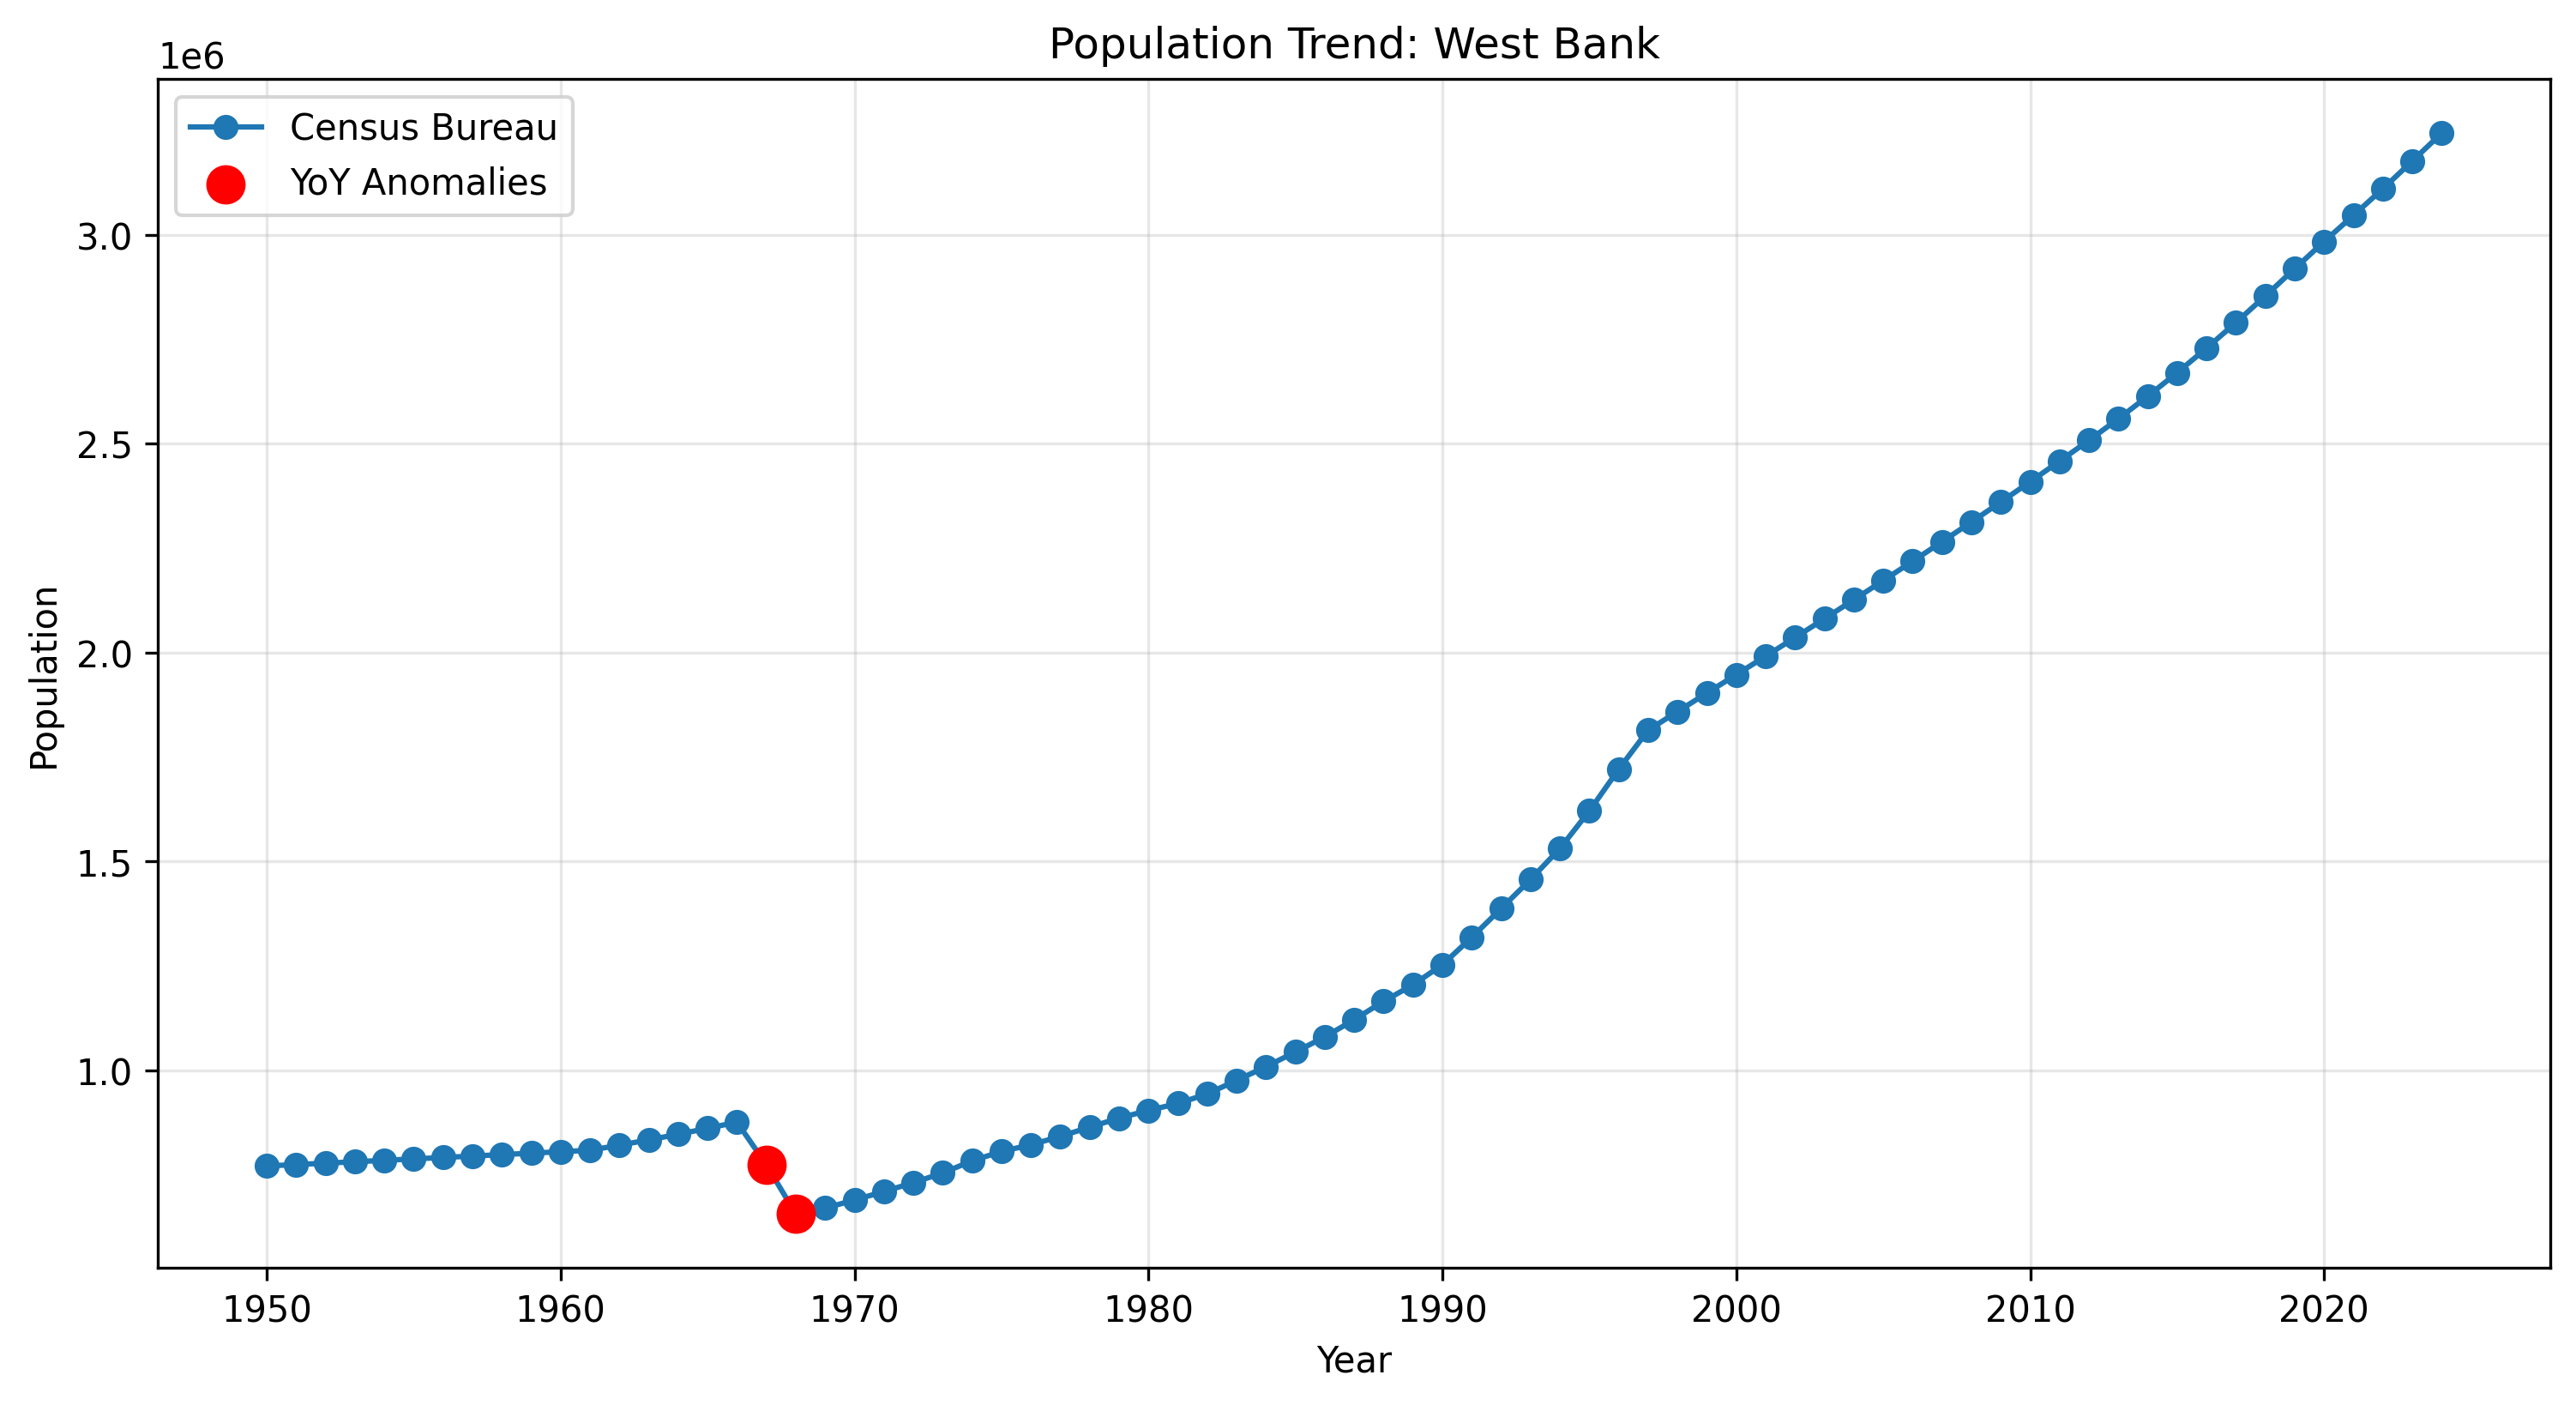 Population Trend: West Bank
1e6
Census Bureau
YoY Anomalies
3.0
2.5
2.0
1.5
1.0
Population
1950 1960 1970 1980 1990 2000 2010 2020
Year